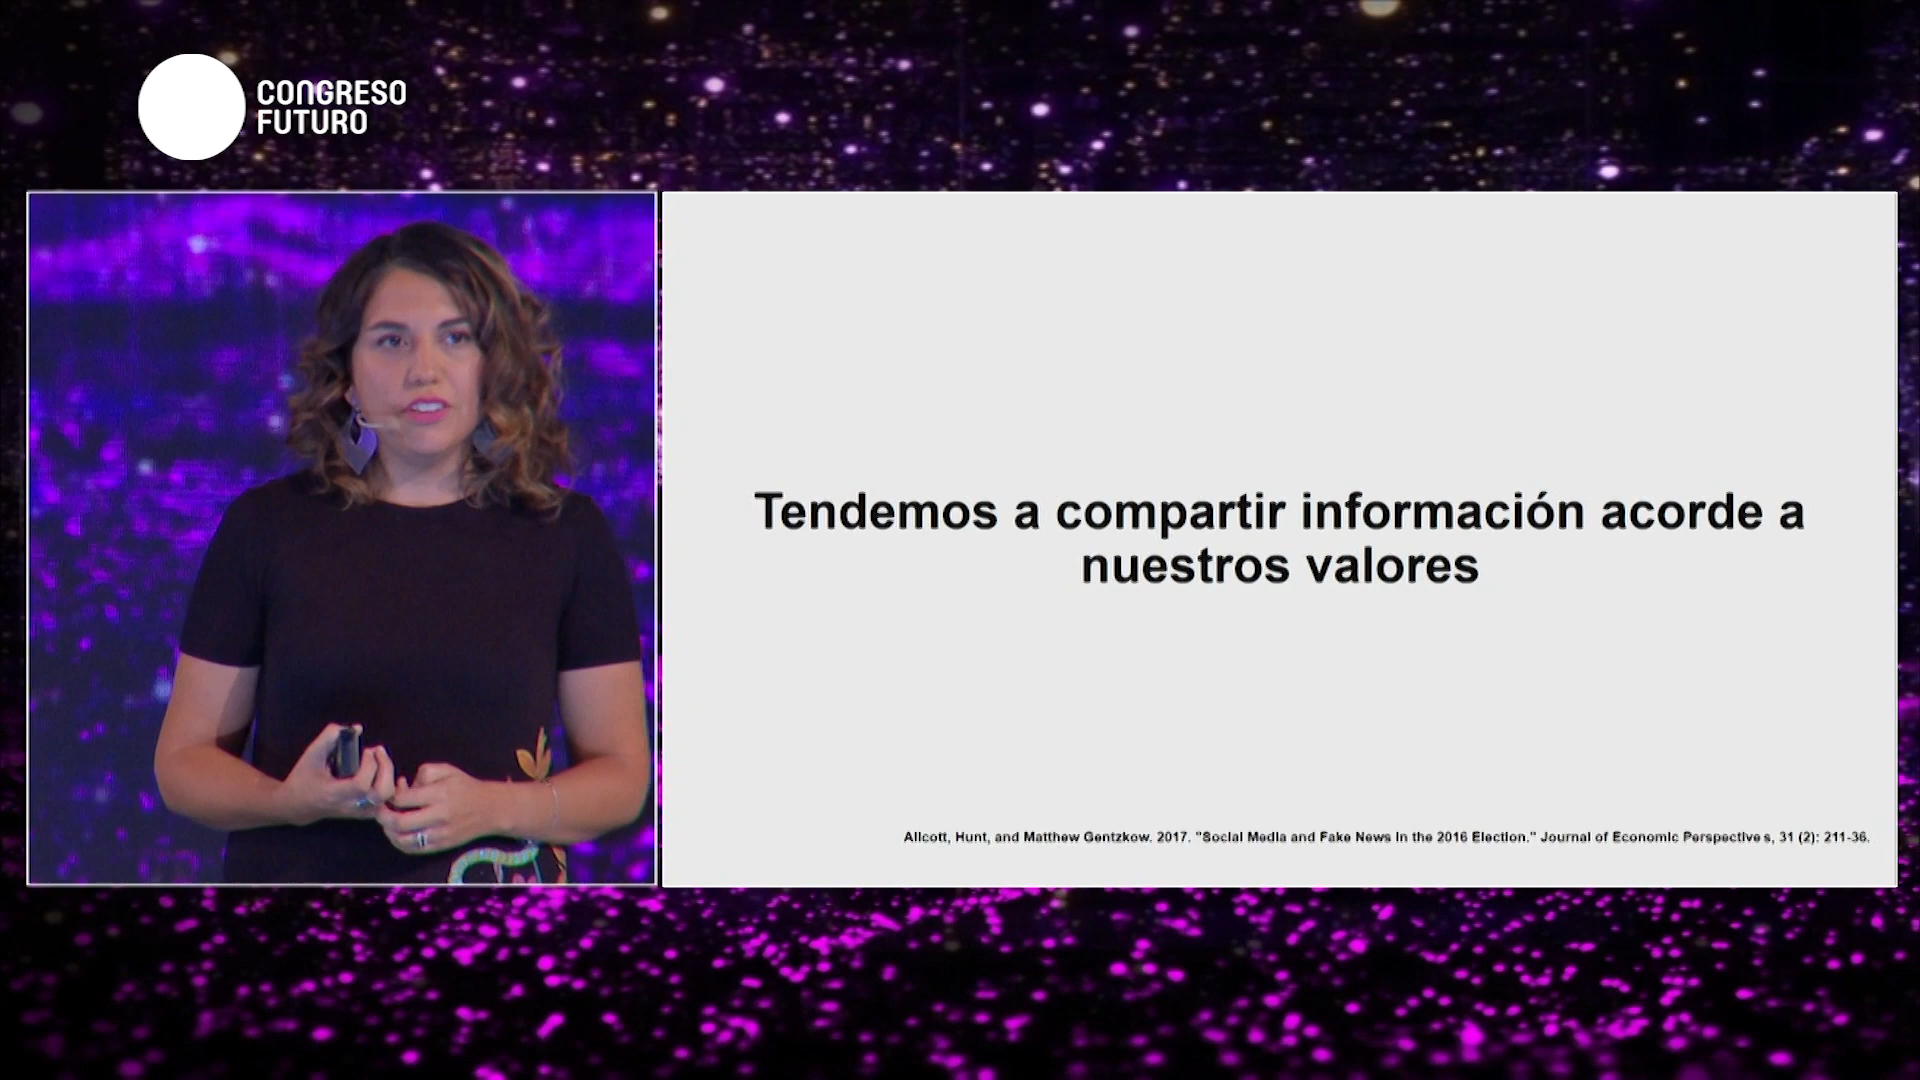 CONGRESO
FUTURO
Tendemos a compartir información acorde a
nuestros valores
Allcott, Hunt, and Matthew Gentzkow. 2017. "Social Media and Fake News in the 2016 Election." Journal of Economic Perspectives, 31 (2): 211-36.